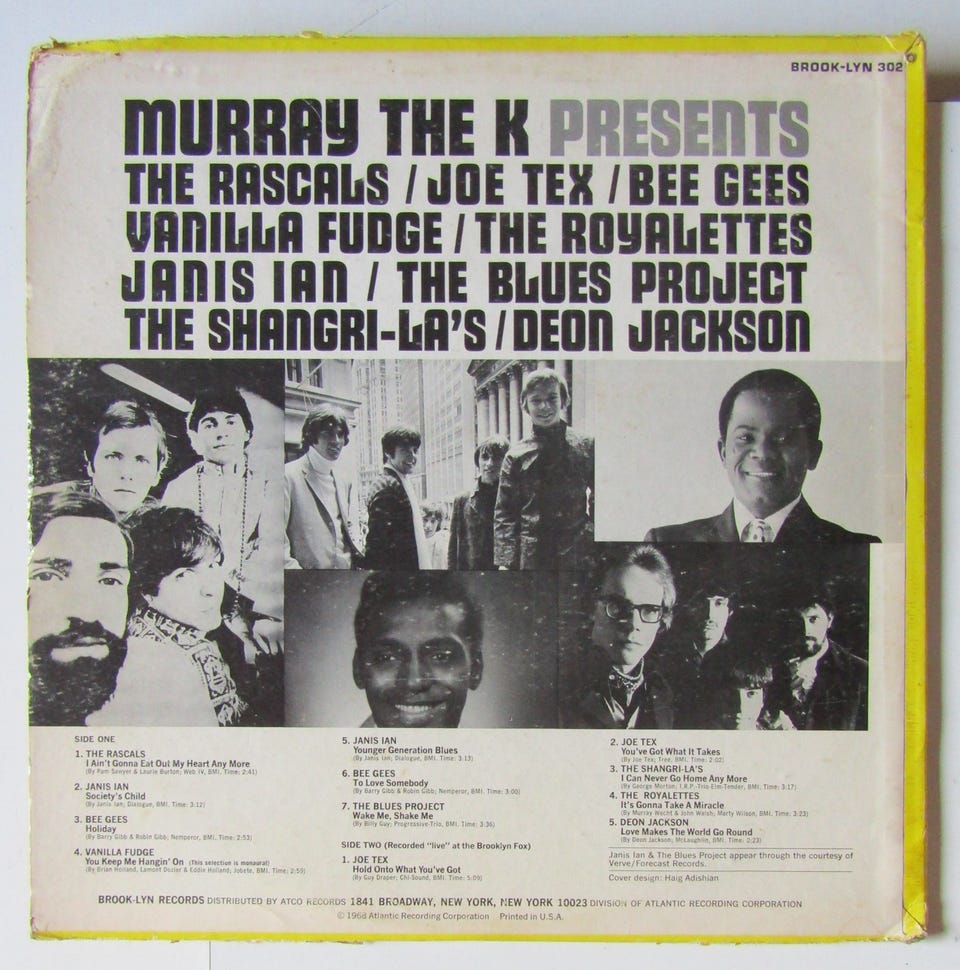 BROOK-LYN 302
MURRAY THE K PRESENTS
THE RASCALS / JOE TEX / BEE GEES
VANILLA FUDGE / THE ROYALETTES
JANIS IAN / THE BLUES PROJECT
THE SHANGRI-LA'S / DEON JACKSON
SIDE ONE
1. THE RASCALS
I Ain't Gonna Eat Out My Heart Any More
(By Pam Sawyer & Laurie Burton; Web IV, BMI. Time: 2:41)
2. JANIS IAN
Society's Child
(By Janis Ian; Dialogue, BMI. Time: 3:12)
3. BEE GEES
Holiday
(By Barry Gibb & Robin Gibb; Nemperor, BMI. Time: 2:53)
4. VANILLA FUDGE
You Keep Me Hangin' On (This selection is monaural)
(By Brian Holland, Lamont Dozier & Eddie Holland; Jobete, BMI. Time: 2:59)
5. JANIS IAN
Younger Generation Blues
(By Janis Ian; Dialogue, BMI. Time: 3:13)
6. BEE GEES
To Love Somebody
(By Barry Gibb & Robin Gibb; Nemperor, BMI. Time: 3:00)
7. THE BLUES PROJECT
Wake Me, Shake Me
(By Billy Guy; Progressive-Trio, BMI. Time: 3:36)
SIDE TWO (Recorded "live" at the Brooklyn Fox)
1. JOE TEX
Hold Onto What You've Got
(By Guy Draper; Chi-Sound, BMI. Time: 5:09)
2. JOE TEX
You've Got What It Takes
(By Joe Tex; Tree, BMI. Time: 2:02)
3. THE SHANGRI-LA'S
I Can Never Go Home Any More
(By George Morton; T.R.P.-Trio-Elm-Tender, BMI. Time: 3:17)
4. THE ROYALETTES
It's Gonna Take A Miracle
(By Murray Wecht & John Walsh; Marty Wilson, BMI. Time: 3:23)
5. DEON JACKSON
Love Makes The World Go Round
(By Deon Jackson; McLaughlin, BMI. Time: 2:23)
Janis Ian & The Blues Project appear through the courtesy of
Verve/Forecast Records.
Cover design: Haig Adishian
BROOK-LYN RECORDS DISTRIBUTED BY ATCO RECORDS 1841 BROADWAY, NEW YORK, NEW YORK 10023 DIVISION OF ATLANTIC RECORDING CORPORATION
© 1968 Atlantic Recording Corporation Printed in U.S.A.